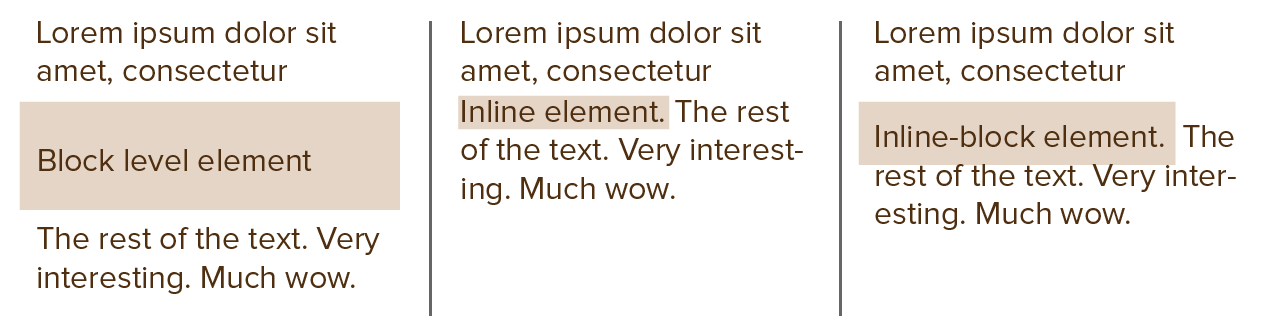 Lorem ipsum dolor sit
amet, consectetur
Block level element
The rest of the text. Very
interesting. Much wow.
Lorem ipsum dolor sit
amet, consectetur
Inline element. The rest
of the text. Very interest-
ing. Much wow.
Lorem ipsum dolor sit
amet, consectetur
Inline-block element. The
rest of the text. Very inter-
esting. Much wow.